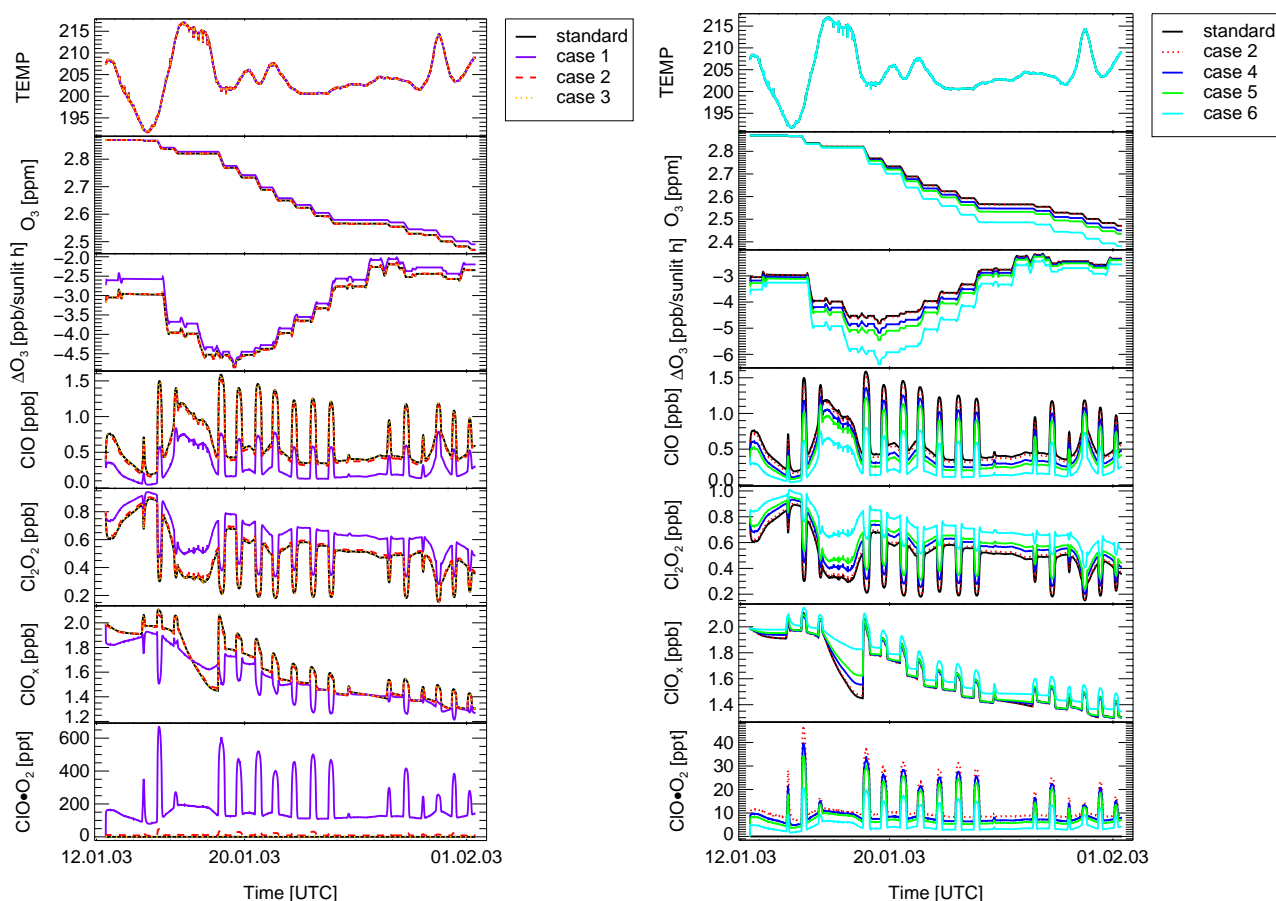 TEMP
215
210
205
200
195
191
O3 [ppm]
2.8
2.7
2.6
2.5
ΔO3 [ppb/sunlit h]
−2.0
−2.5
−3.0
−3.5
−4.0
−4.5
ClO [ppb]
1.5
1.0
0.5
0.0
Cl2O2 [ppb]
0.8
0.6
0.4
0.2
ClOx [ppb]
2.0
1.8
1.6
1.4
1.2
ClO•O2 [ppt]
600
400
200
0
12.01.03
20.01.03
01.02.03
Time [UTC]
standard
case 1
case 2
case 3
TEMP
215
210
205
200
195
191
O3 [ppm]
2.8
2.7
2.6
2.5
2.4
ΔO3 [ppb/sunlit h]
−3
−4
−5
−6
ClO [ppb]
1.5
1.0
0.5
0.0
Cl2O2 [ppb]
1.0
0.8
0.6
0.4
0.2
ClOx [ppb]
2.0
1.8
1.6
1.4
ClO•O2 [ppt]
40
30
20
10
0
12.01.03
20.01.03
01.02.03
Time [UTC]
standard
case 2
case 4
case 5
case 6